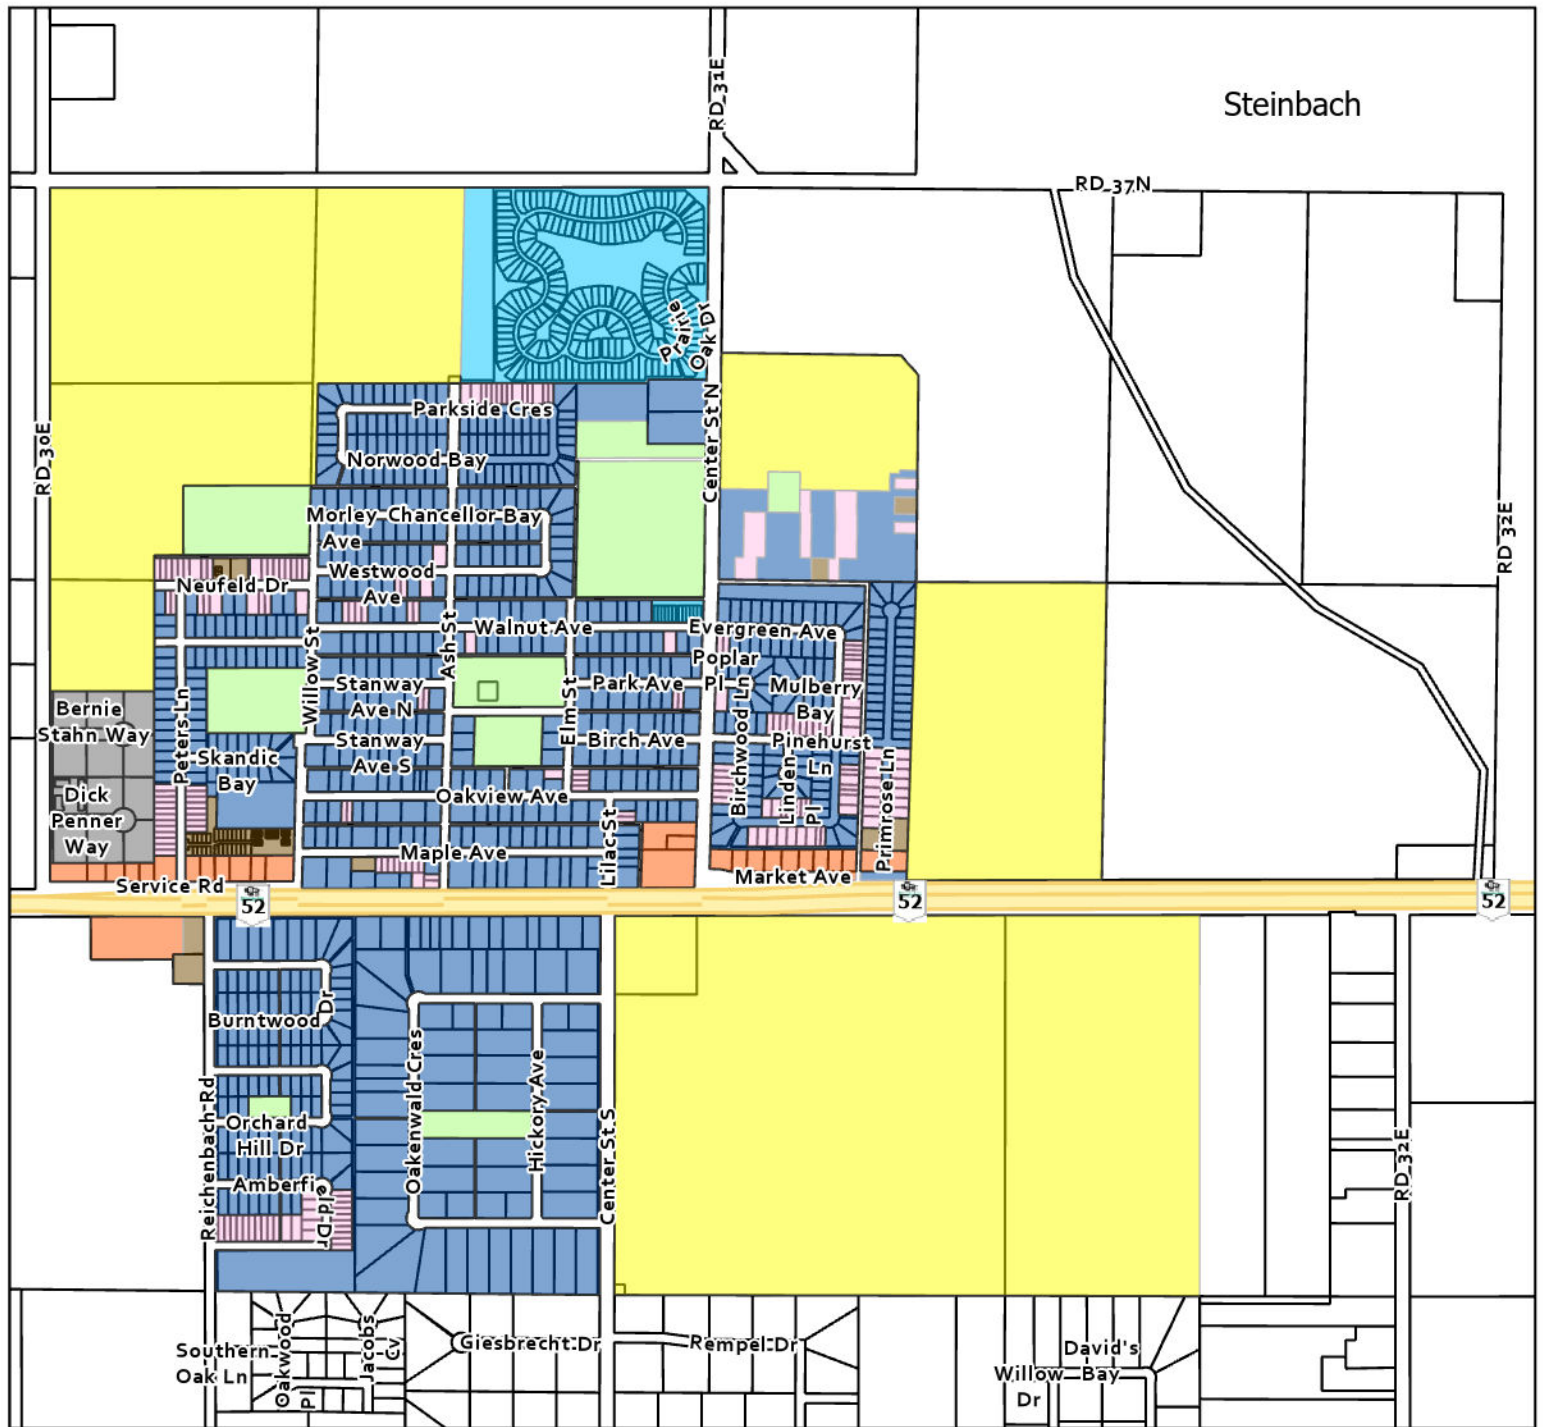 RD 31E
Steinbach
RD 37N
Prairie
Oak Dr
Parkside Cres
Center St N
RD 30E
Norwood Bay
Morley
Ave
Chancellor Bay
RD 32E
Westwood
Ave
Neufeld Dr
Walnut Ave
Evergreen Ave
Ash St
Willow St
Poplar
Pl
Stanway
Ave N
Park Ave
Mulberry
Bay
Elm St
Peters Ln
Bernie
Stahn Way
Birchwood Ln
Stanway
Ave S
Birch Ave
Pinehurst
Ln
Skandic
Bay
Linden
Pl
Primrose Ln
Dick
Penner
Way
Oakview Ave
Lilac St
Maple Ave
Market Ave
Service Rd
52
52
52
Burntwood Dr
Oakenwald Cres
Hickory Ave
Reichenbach Rd
Orchard
Hill Dr
Center St S
RD 32E
Amberfield Dr
Southern
Oak Ln
Oakwood
Pl
Jacobs
Cv
Giesbrecht Dr
Rempel Dr
David's
Bay
Willow
Dr